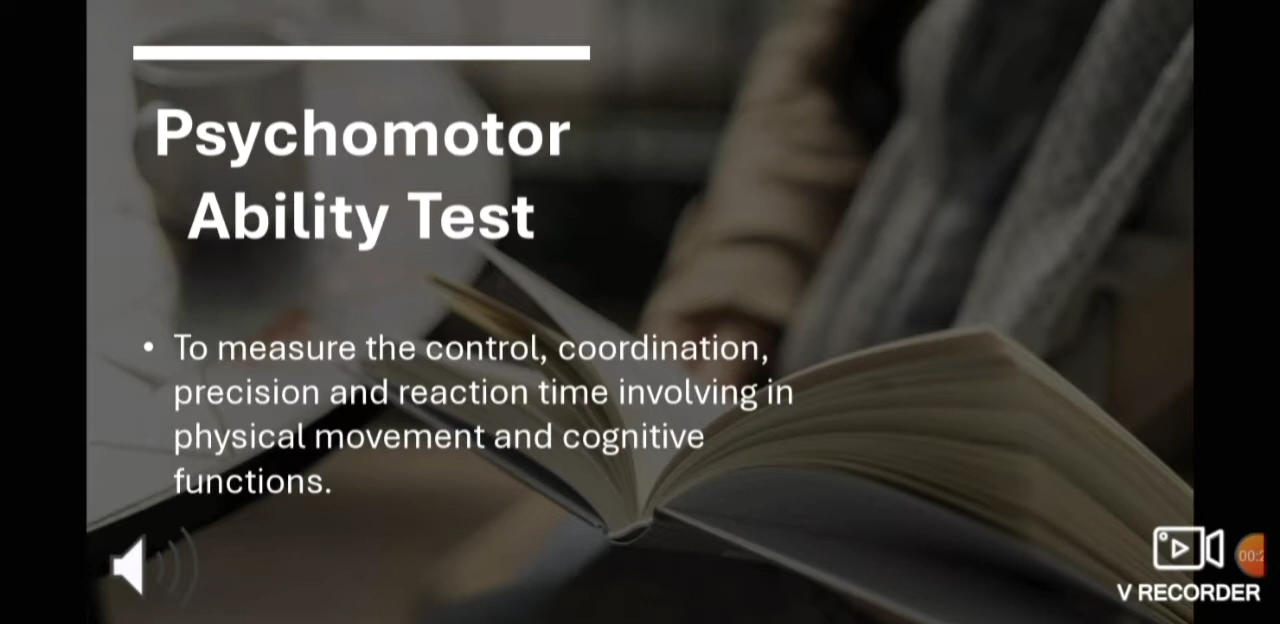 Psychomotor
Ability Test
• To measure the control, coordination,
precision and reaction time involving in
physical movement and cognitive
functions.
V RECORDER